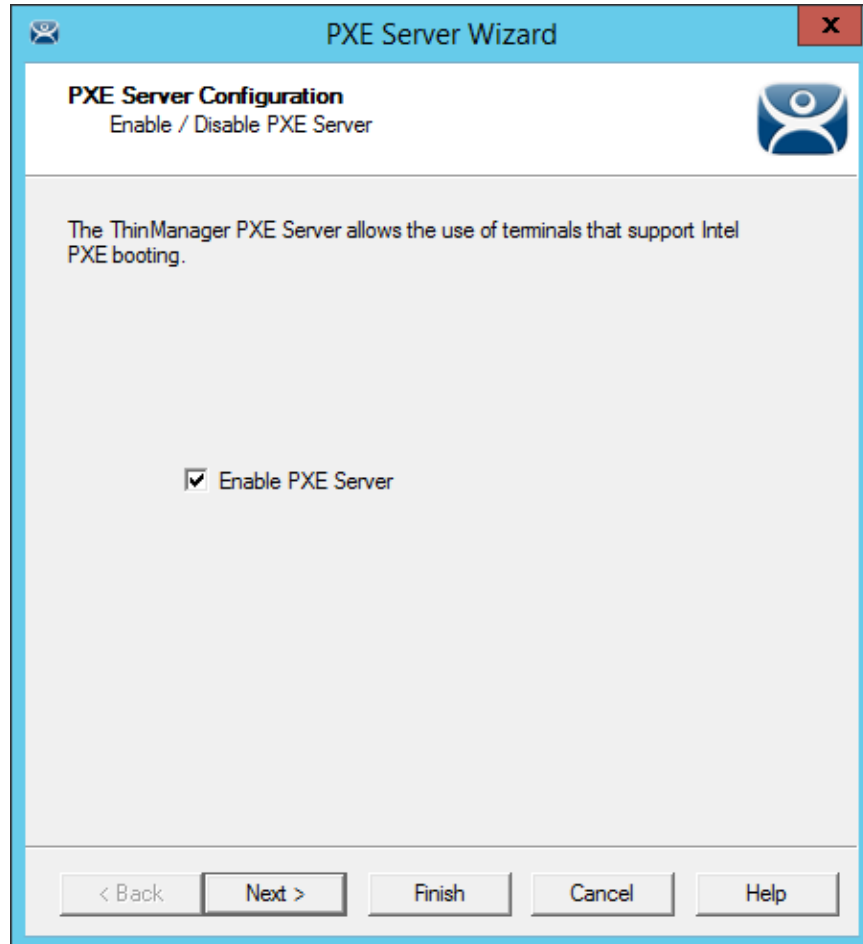 PXE Server Wizard
x
PXE Server Configuration
Enable / Disable PXE Server
The ThinManager PXE Server allows the use of terminals that support Intel
PXE booting.
Enable PXE Server
< Back Next > Finish Cancel Help